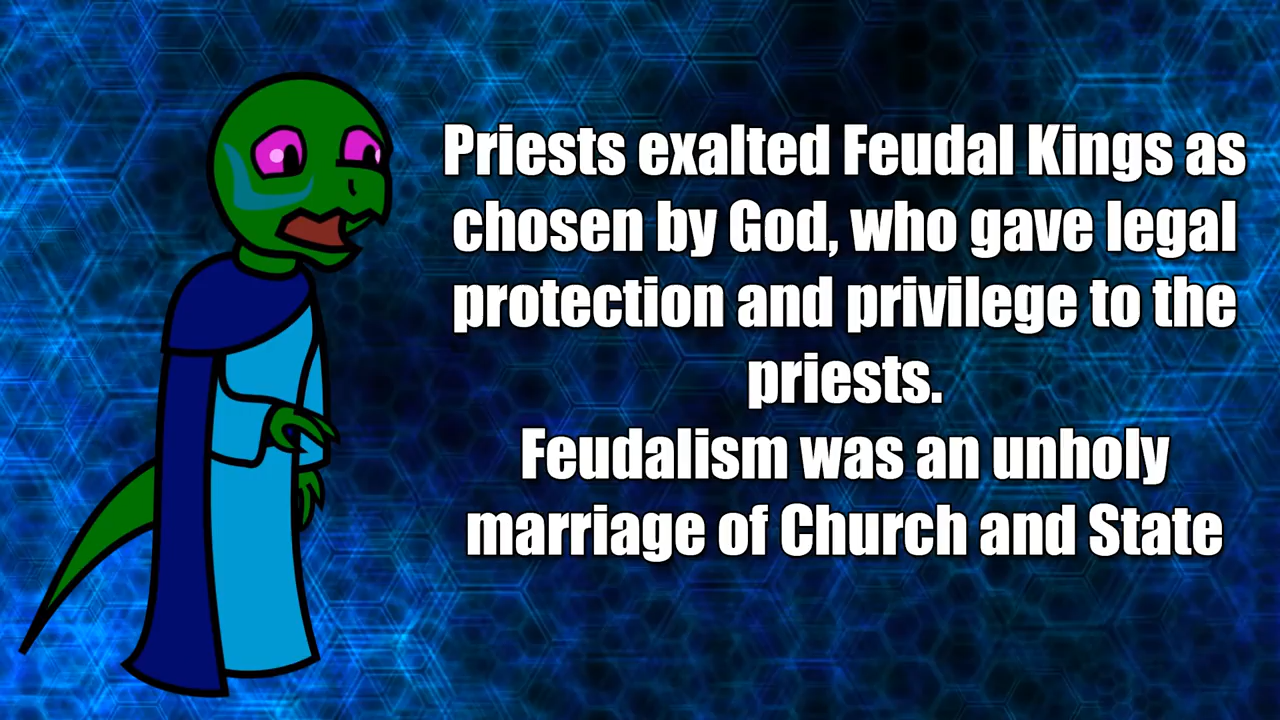 Priests exalted Feudal Kings as
chosen by God, who gave legal
protection and privilege to the
priests.
Feudalism was an unholy
marriage of Church and State